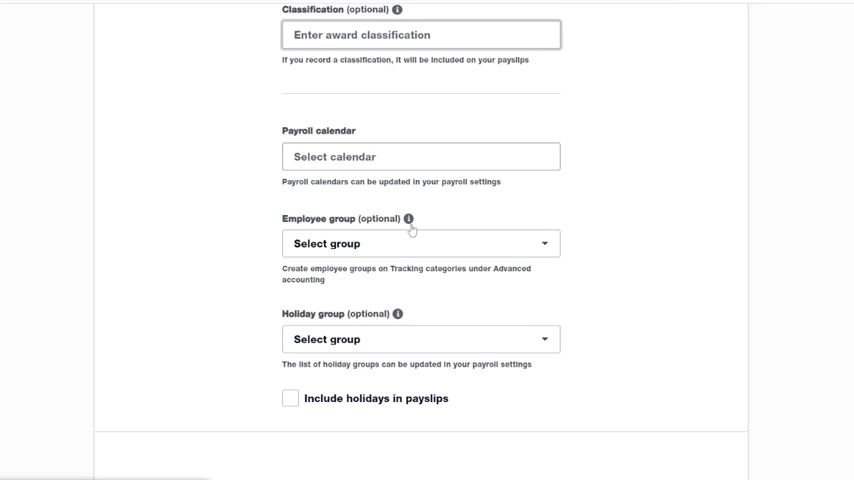 Classification (optional)
Enter award classification
If you record a classification, it will be included on your payslips
Payroll calendar
Select calendar
Payroll calendars can be updated in your payroll settings
Employee group (optional)
Select group
Create employee groups on Tracking categories under Advanced
accounting
Holiday group (optional)
Select group
The list of holiday groups can be updated in your payroll settings
Include holidays in payslips